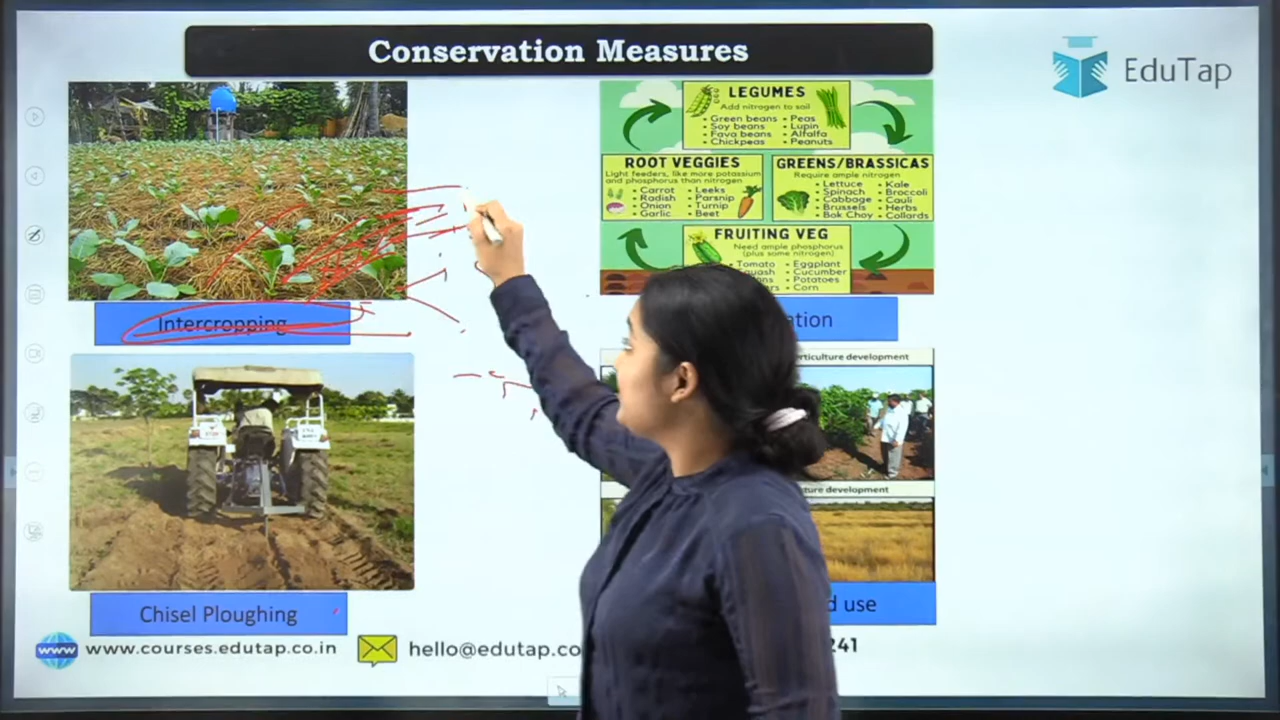 Conservation Measures
EduTap
LEGUMES
Add nitrogen to soil
• Green beans • Peas
• Soy beans • Lupin
• Fava beans • Alfalfa
• Chickpeas • Peanuts
ROOT VEGGIES
Light feeders, like more potassium
and phosphorus than nitrogen
• Carrot • Leeks
• Radish • Parsnip
• Onion • Turnip
• Garlic • Beet
GREENS/BRASSICAS
Require ample nitrogen
• Lettuce • Kale
• Spinach • Broccoli
• Cabbage • Cauli
• Brussels • Herbs
• Bok Choy • Collards
FRUITING VEG
Need ample phosphorus
(plus some nitrogen)
• Tomato • Eggplant
• Cucumber
• Potatoes
• Corn
Intercropping
development
development
Chisel Ploughing
use
www.courses.edutap.co.in
hello@edutap.co
241